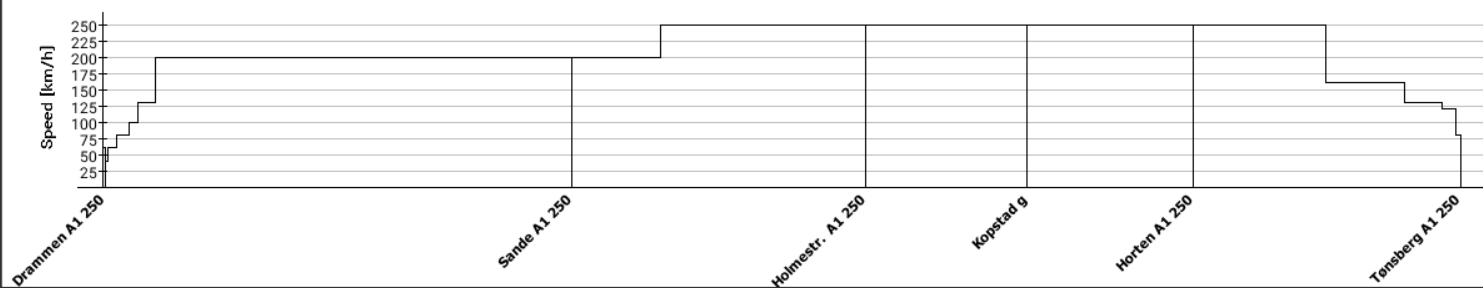 Speed [km/h]
250
225
200
175
150
125
100
75
50
25
Drammen A1 250
Sande A1 250
Holmestr. A1 250
Kopstad g
Horten A1 250
Tønsberg A1 250